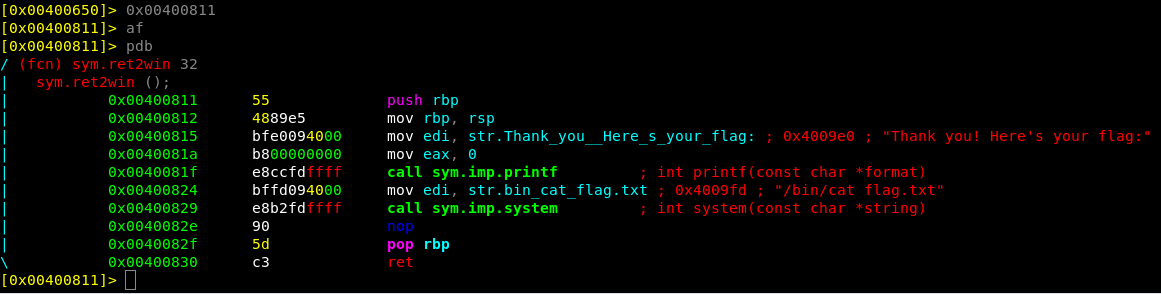 [0x00400650]> 0x00400811
[0x00400811]> af
[0x00400811]> pdb
/ (fcn) sym.ret2win 32
|   sym.ret2win ();
|           0x00400811      55             push rbp
|           0x00400812      4889e5         mov rbp, rsp
|           0x00400815      bfe0094000     mov edi, str.Thank_you__Here_s_your_flag: ; 0x4009e0 ; "Thank you! Here's your flag:"
|           0x0040081a      b800000000     mov eax, 0
|           0x0040081f      e8ccfdffff     call sym.imp.printf         ; int printf(const char *format)
|           0x00400824      bffd094000     mov edi, str.bin_cat_flag.txt ; 0x4009fd ; "/bin/cat flag.txt"
|           0x00400829      e8b2fdffff     call sym.imp.system         ; int system(const char *string)
|           0x0040082e      90             nop
|           0x0040082f      5d             pop rbp
\           0x00400830      c3             ret
[0x00400811]>